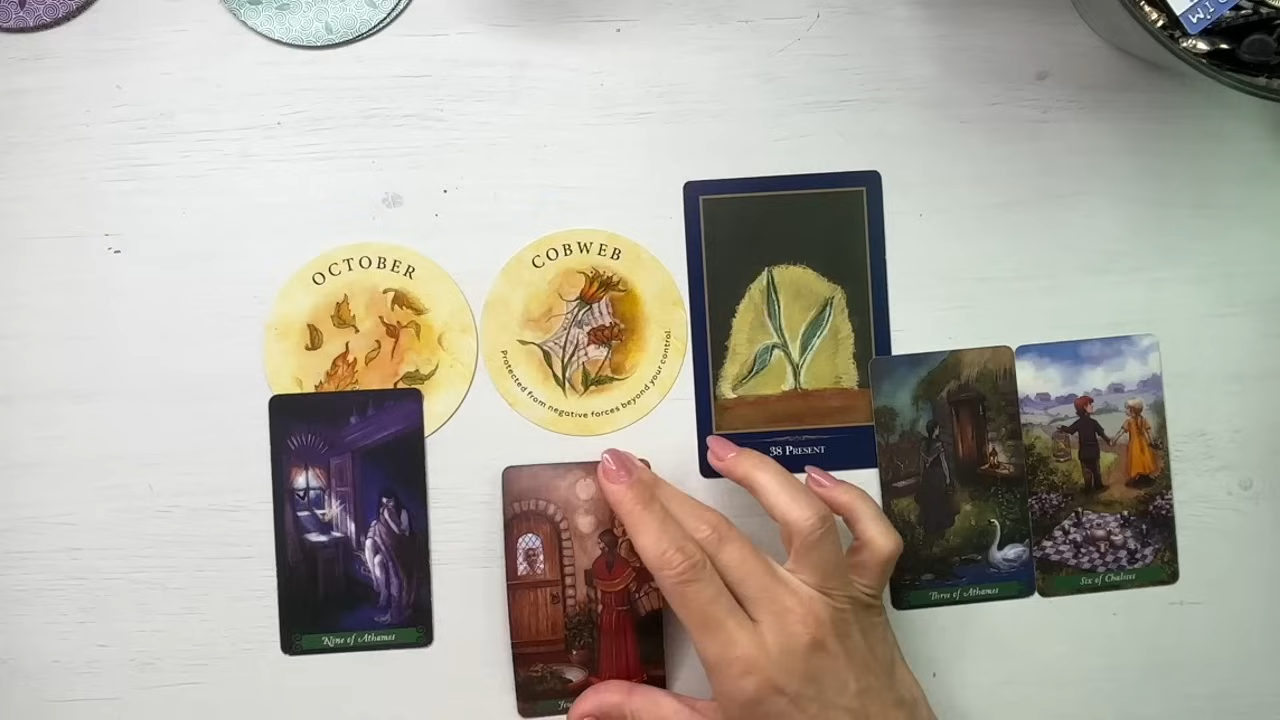 OCTOBER
COBWEB
Protected from negative forces beyond your control.
38 PRESENT
Nine of Athames
Three of Athames
Six of Chalices
I'M